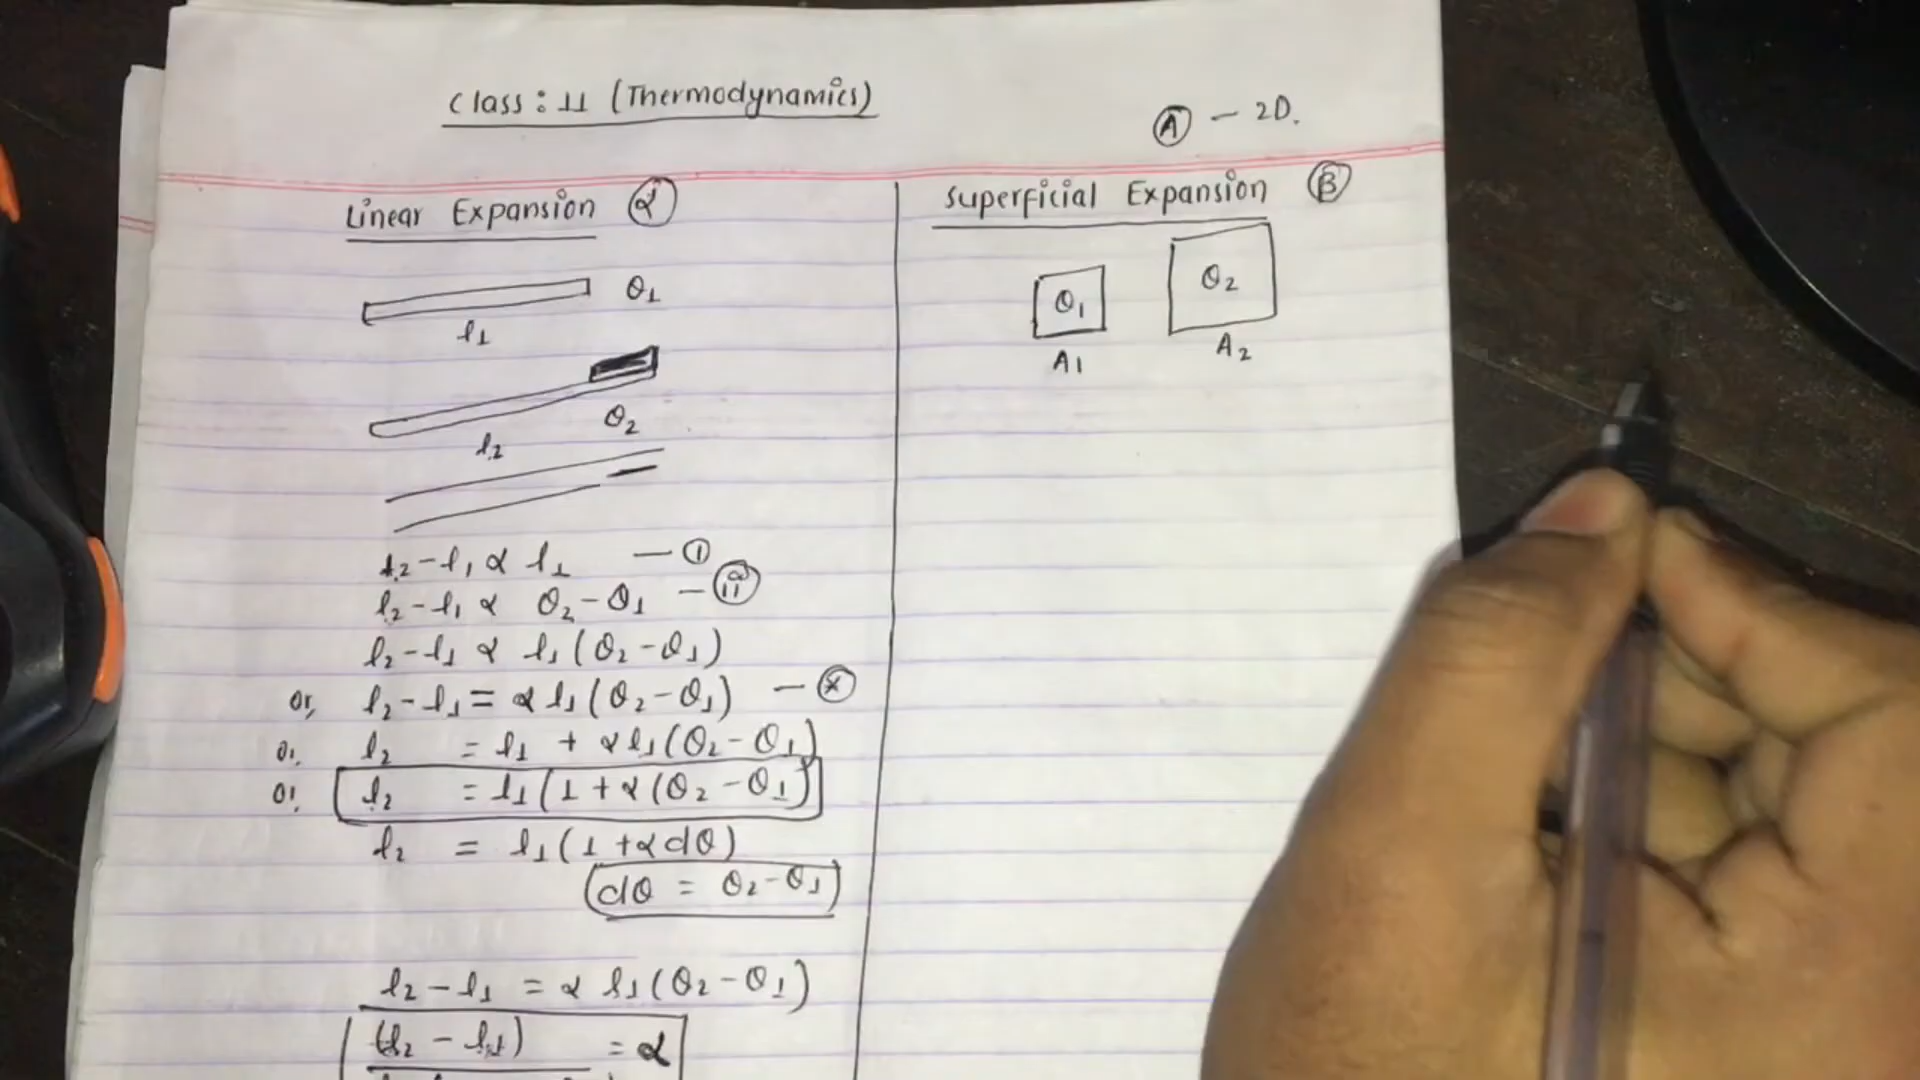 Class: 11 (Thermodynamics)
Ⓐ - 2D.
Linear Expansion ⍺
θ1
l1
θ2
l2
l2-l1 α l1 — ①
l2-l1 α θ2-θ1 — ⓘⓘ
l2-l1 α l1(θ2-θ1)
or, l2-l1 = α l1(θ2-θ1) — ⓧ
or, l2 = l1 + α l1(θ2-θ1)
or, l2 = l1(1+α(θ2-θ1)
l2 = l1(1+αdθ)
dθ = θ2-θ1
l2-l1 = α l1(θ2-θ1)
(l2-l1) = α
Superficial Expansion β
θ1
θ2
A1
A2